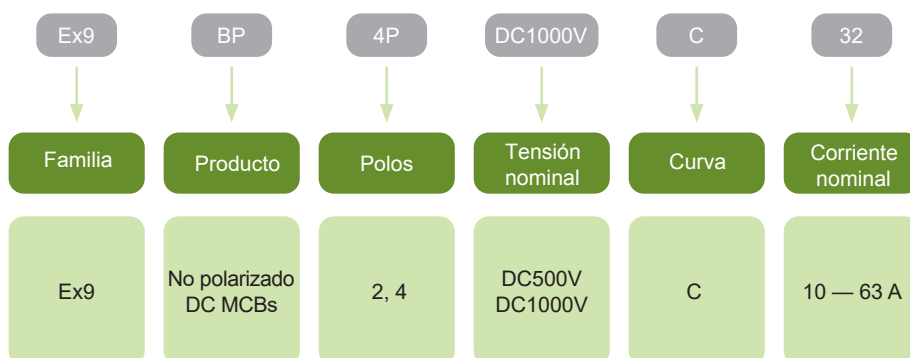 Ex9
BP
4P
DC1000V
C
32
Familia
Producto
Polos
Tensión
nominal
Curva
Corriente
nominal
Ex9
No polarizado
DC MCBs
2, 4
DC500V
DC1000V
C
10 — 63 A